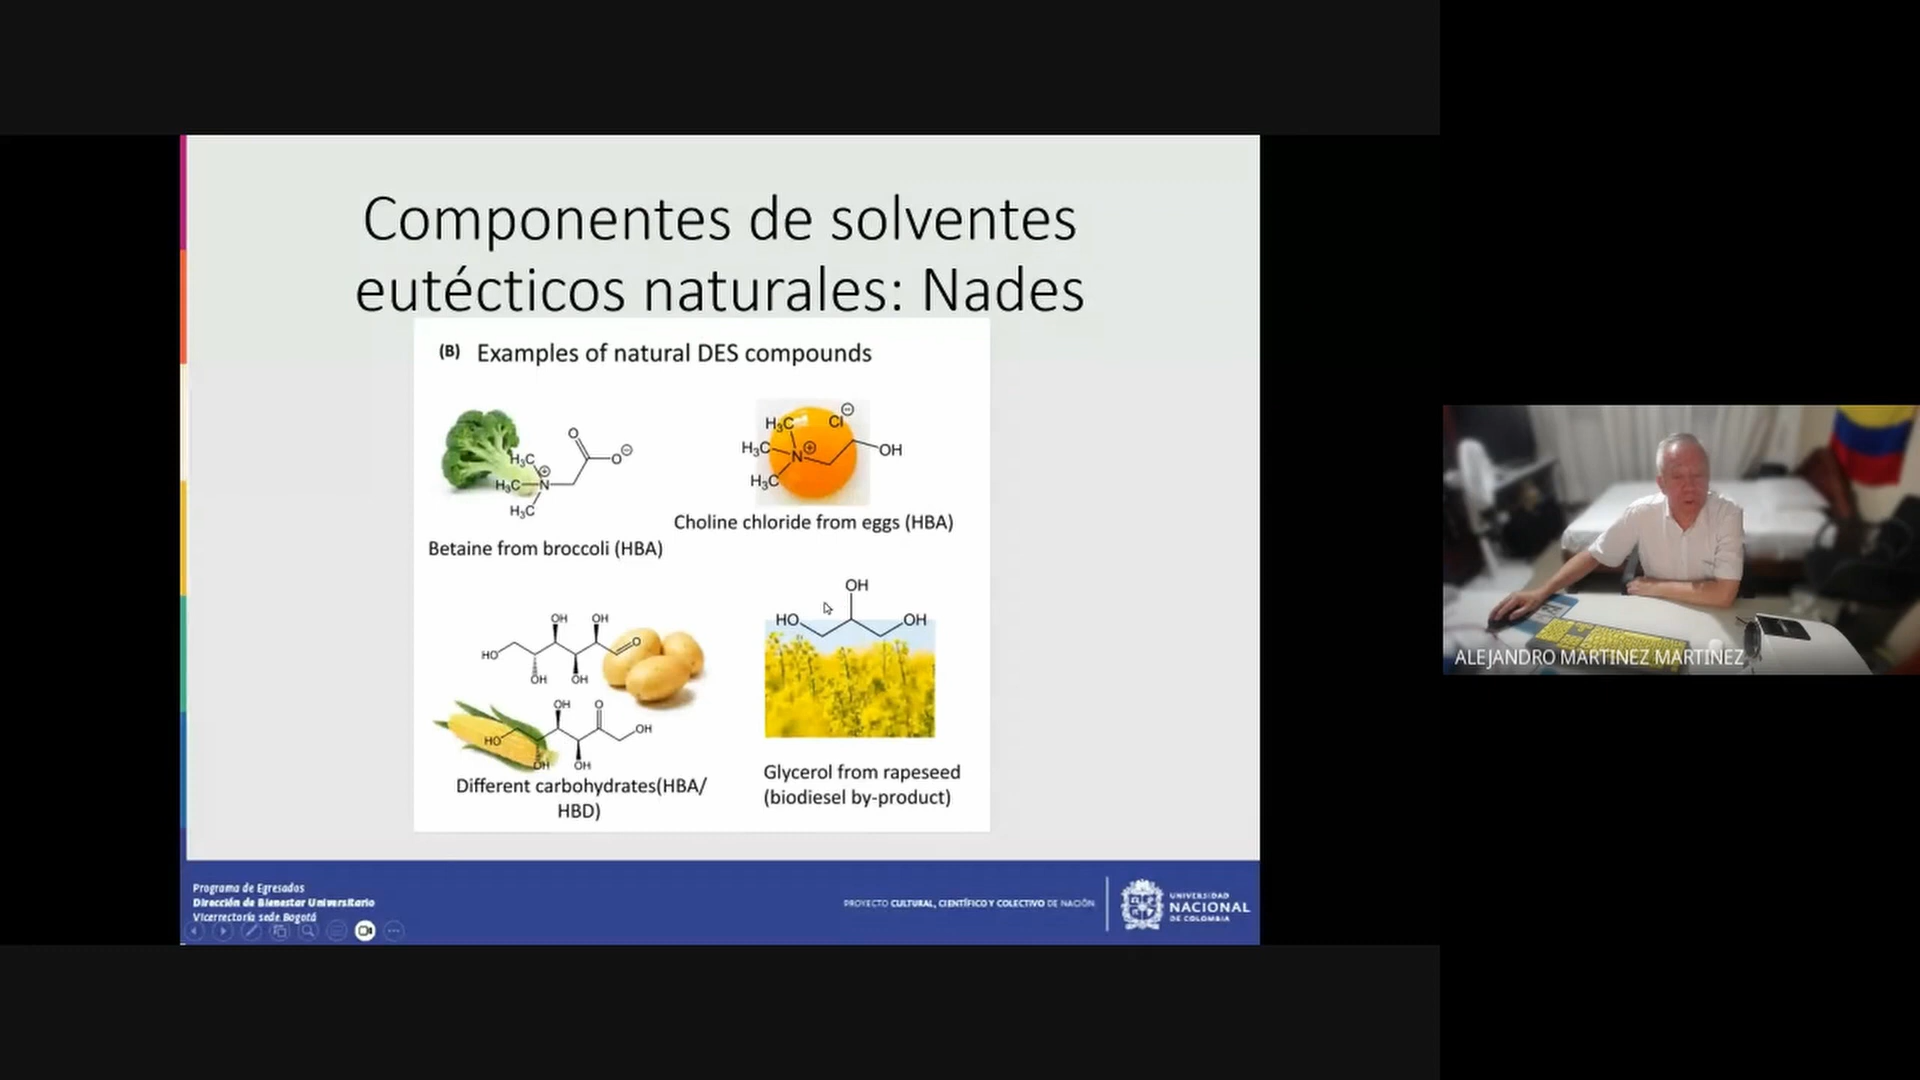 Componentes de solventes
eutécticos naturales: Nades
(B) Examples of natural DES compounds
H₃C
H₃C
H₃C
N
⊕
O
O
⊖
Betaine from broccoli (HBA)
H₃C
H₃C
H₃C
N
⊕
Cl
⊖
OH
Choline chloride from eggs (HBA)
OH
OH
HO
O
OH
OH
OH
O
HO
OH
OH
OH
Different carbohydrates(HBA/
HBD)
OH
HO
OH
Glycerol from rapeseed
(biodiesel by-product)
Programa de Egresados
Dirección de Bienestar Universitario
Vicerrectoría sede Bogotá
PROYECTO CULTURAL, CIENTÍFICO Y COLECTIVO DE NACIÓN
UNIVERSIDAD
NACIONAL
DE COLOMBIA
ALEJANDRO MARTINEZ MARTINEZ